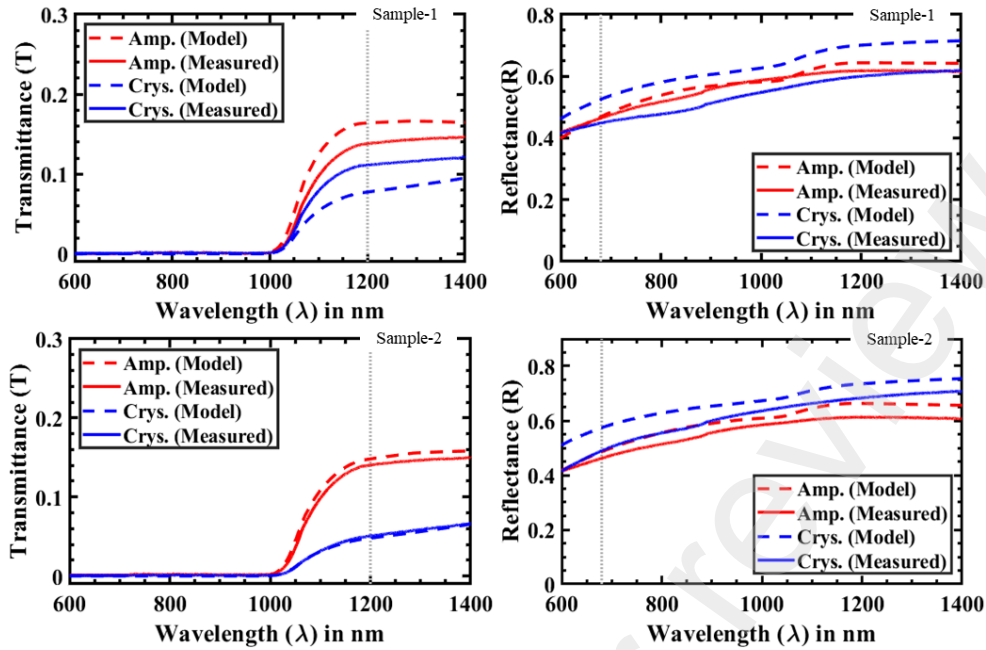 Sample-1
0.3
0.2
0.1
0
Transmittance (T)
Amp. (Model)
Amp. (Measured)
Crys. (Model)
Crys. (Measured)
600 800 1000 1200 1400
Wavelength (λ) in nm
Sample-1
0.8
0.6
0.4
0.2
0
Reflectance(R)
Amp. (Model)
Amp. (Measured)
Crys. (Model)
Crys. (Measured)
600 800 1000 1200 1400
Wavelength (λ) in nm
Sample-2
0.3
0.2
0.1
0
Transmittance (T)
Amp. (Model)
Amp. (Measured)
Crys. (Model)
Crys. (Measured)
600 800 1000 1200 1400
Wavelength (λ) in nm
Sample-2
0.8
0.6
0.4
0.2
0
Reflectance (R)
Amp. (Model)
Amp. (Measured)
Crys. (Model)
Crys. (Measured)
600 800 1000 1200 1400
Wavelength (λ) in nm
review